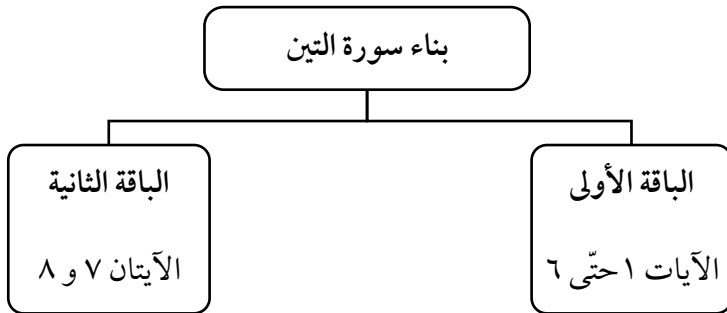 بناء سورة التين
الباقة الأولى
الآيات ١ حتّى ٦
الباقة الثانية
الآيتان ٧ و ٨